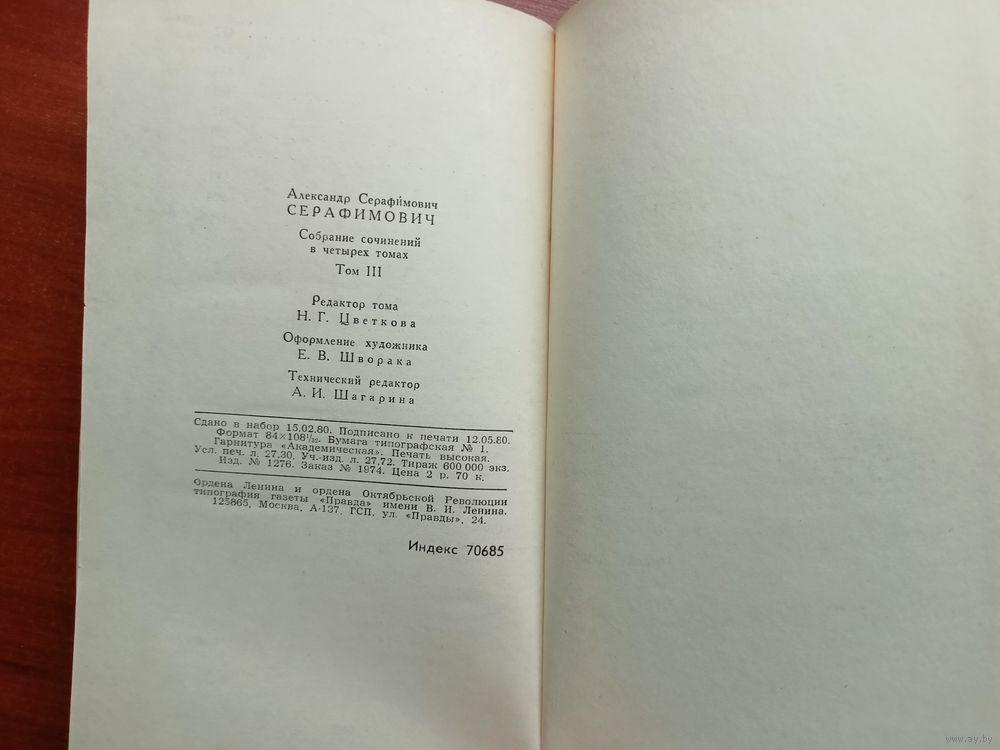 Александр Серафимович
СЕРАФИМОВИЧ
Собрание сочинений
в четырех томах
Том III
Редактор тома
Н. Г. Цветкова
Оформление художника
Е. В. Шворака
Технический редактор
А. И. Шагарина
Сдано в набор 15.02.80. Подписано к печати 12.05.80.
Формат 84×108¹/₃₂. Бумага типографская № 1.
Гарнитура «Академическая». Печать высокая.
Усл. печ. л. 27,30. Уч.-изд. л. 27,72. Тираж 600 000 экз.
Изд. № 1276. Заказ № 1974. Цена 2 р. 70 к.
Ордена Ленина и ордена Октябрьской Революции
типография газеты «Правда» имени В. И. Ленина.
125865, Москва, А-137, ГСП, ул. «Правды», 24.
Индекс 70685
www.ay.by